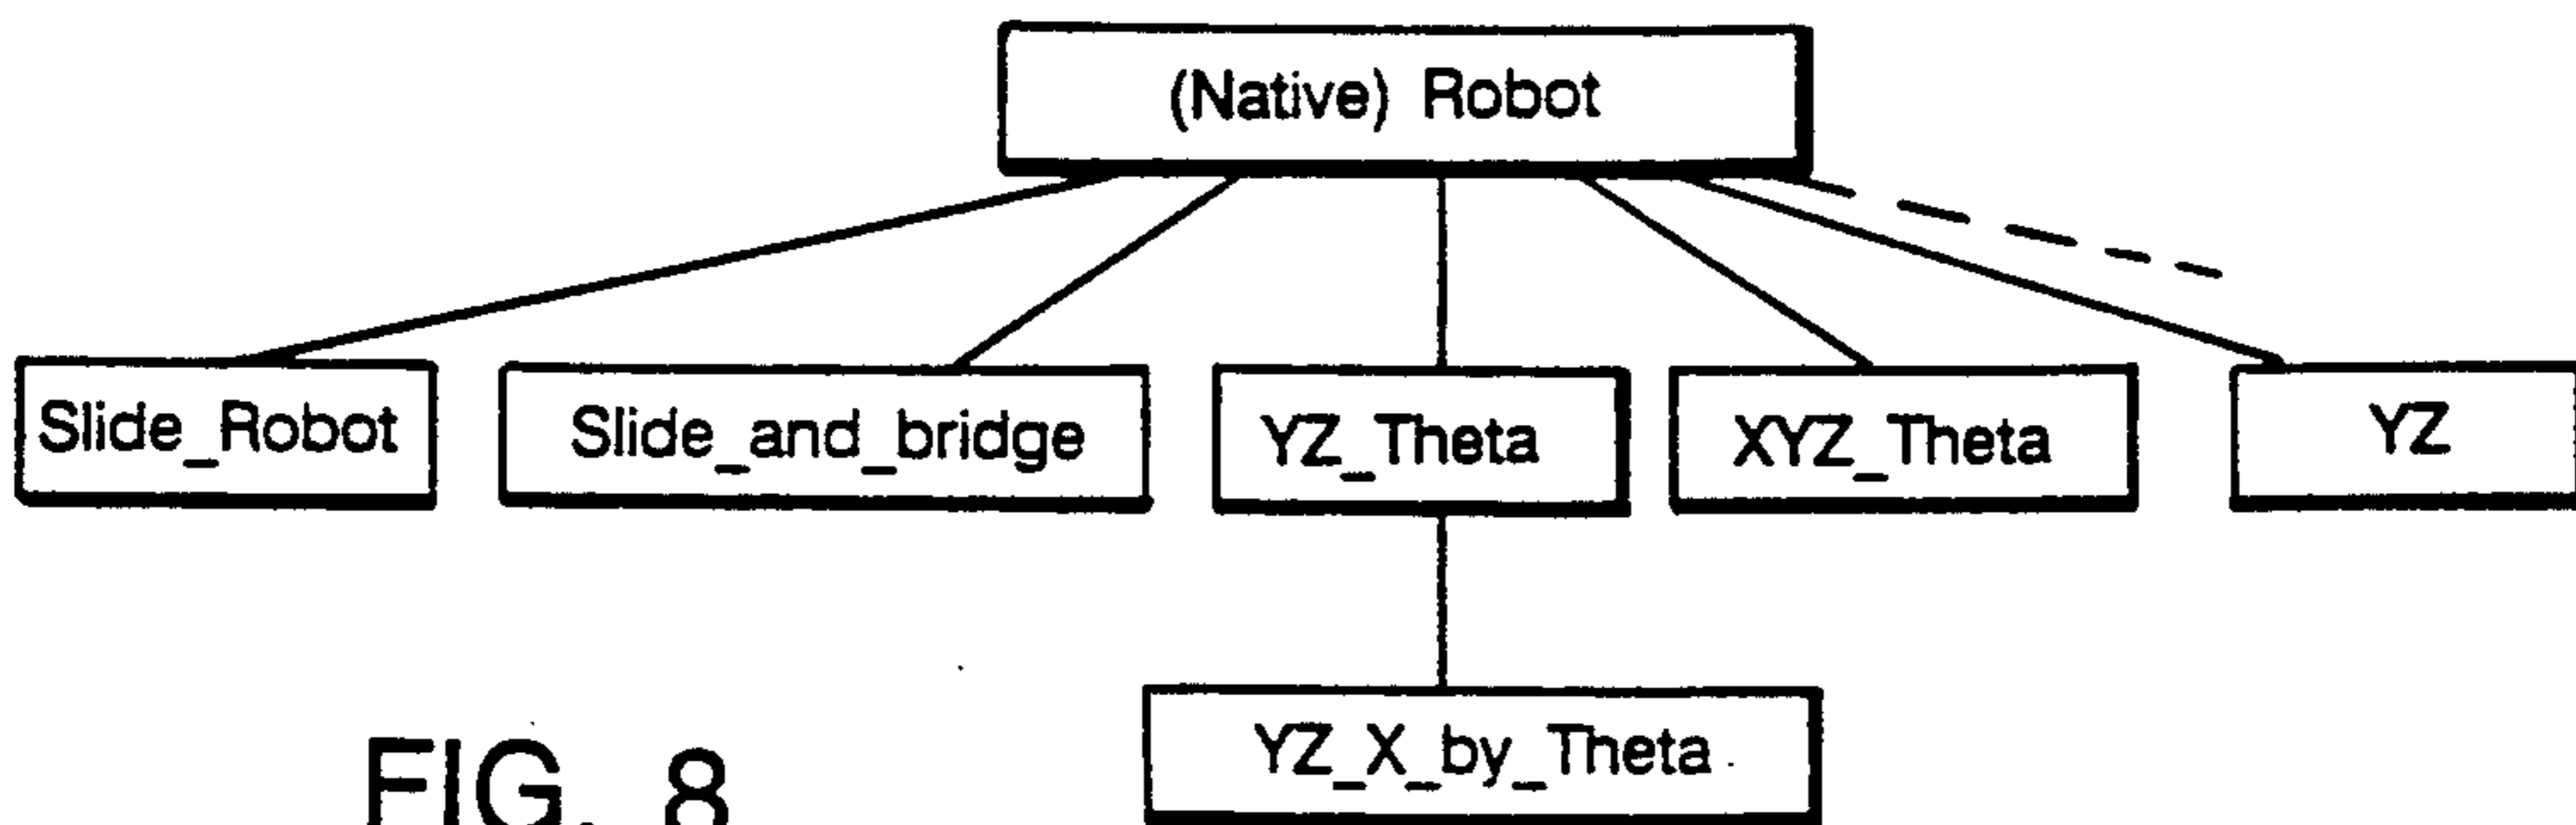 (Native) Robot
Slide_Robot
Slide_and_bridge
YZ_Theta
XYZ_Theta
YZ
YZ_X_by_Theta
FIG. 8